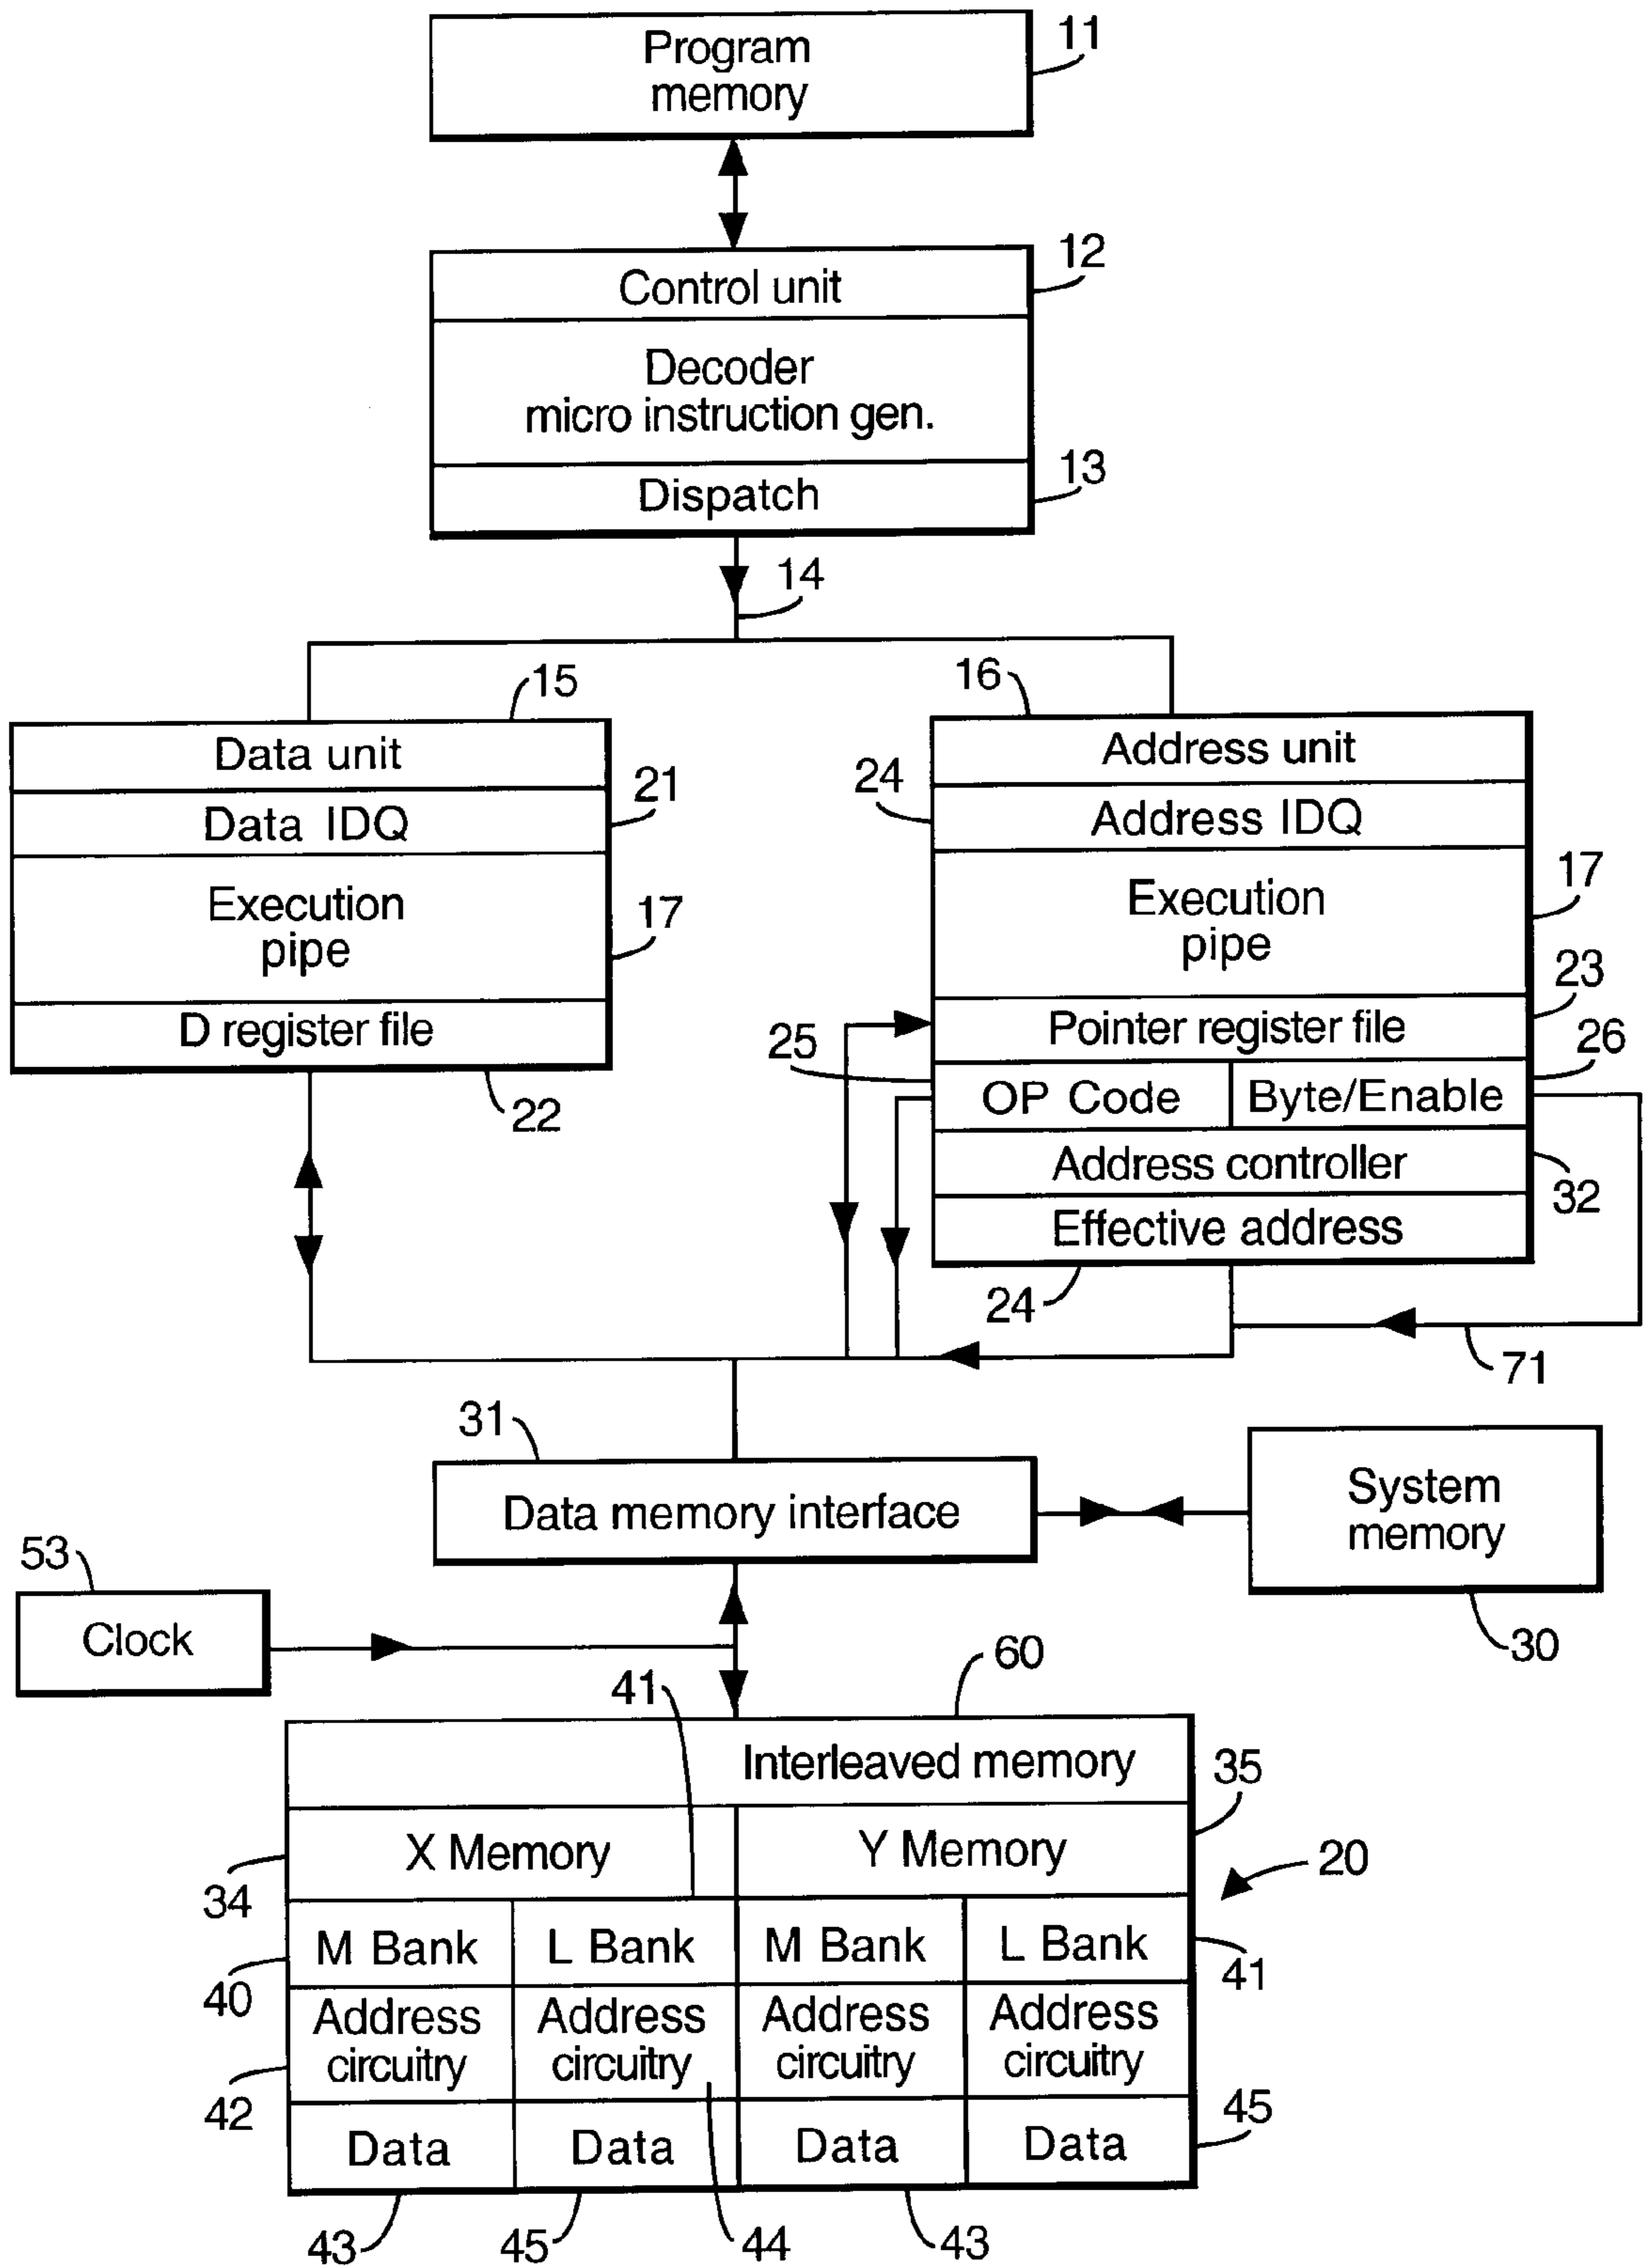 Program
memory
11
Control unit
12
Decoder
micro instruction gen.
Dispatch
13
14
15
16
Data unit
Address unit
Data IDQ
21
24
Address IDQ
Execution
pipe
17
Execution
pipe
17
D register file
22
Pointer register file
23
25
OP Code
Byte/Enable
26
Address controller
32
Effective address
24
71
31
Data memory interface
System
memory
30
53
Clock
60
41
Interleaved memory
35
X Memory
Y Memory
34
20
M Bank
L Bank
M Bank
L Bank
40
41
Address
circuitry
Address
circuitry
Address
circuitry
Address
circuitry
42
Data
Data
Data
Data
45
43
45
44
43